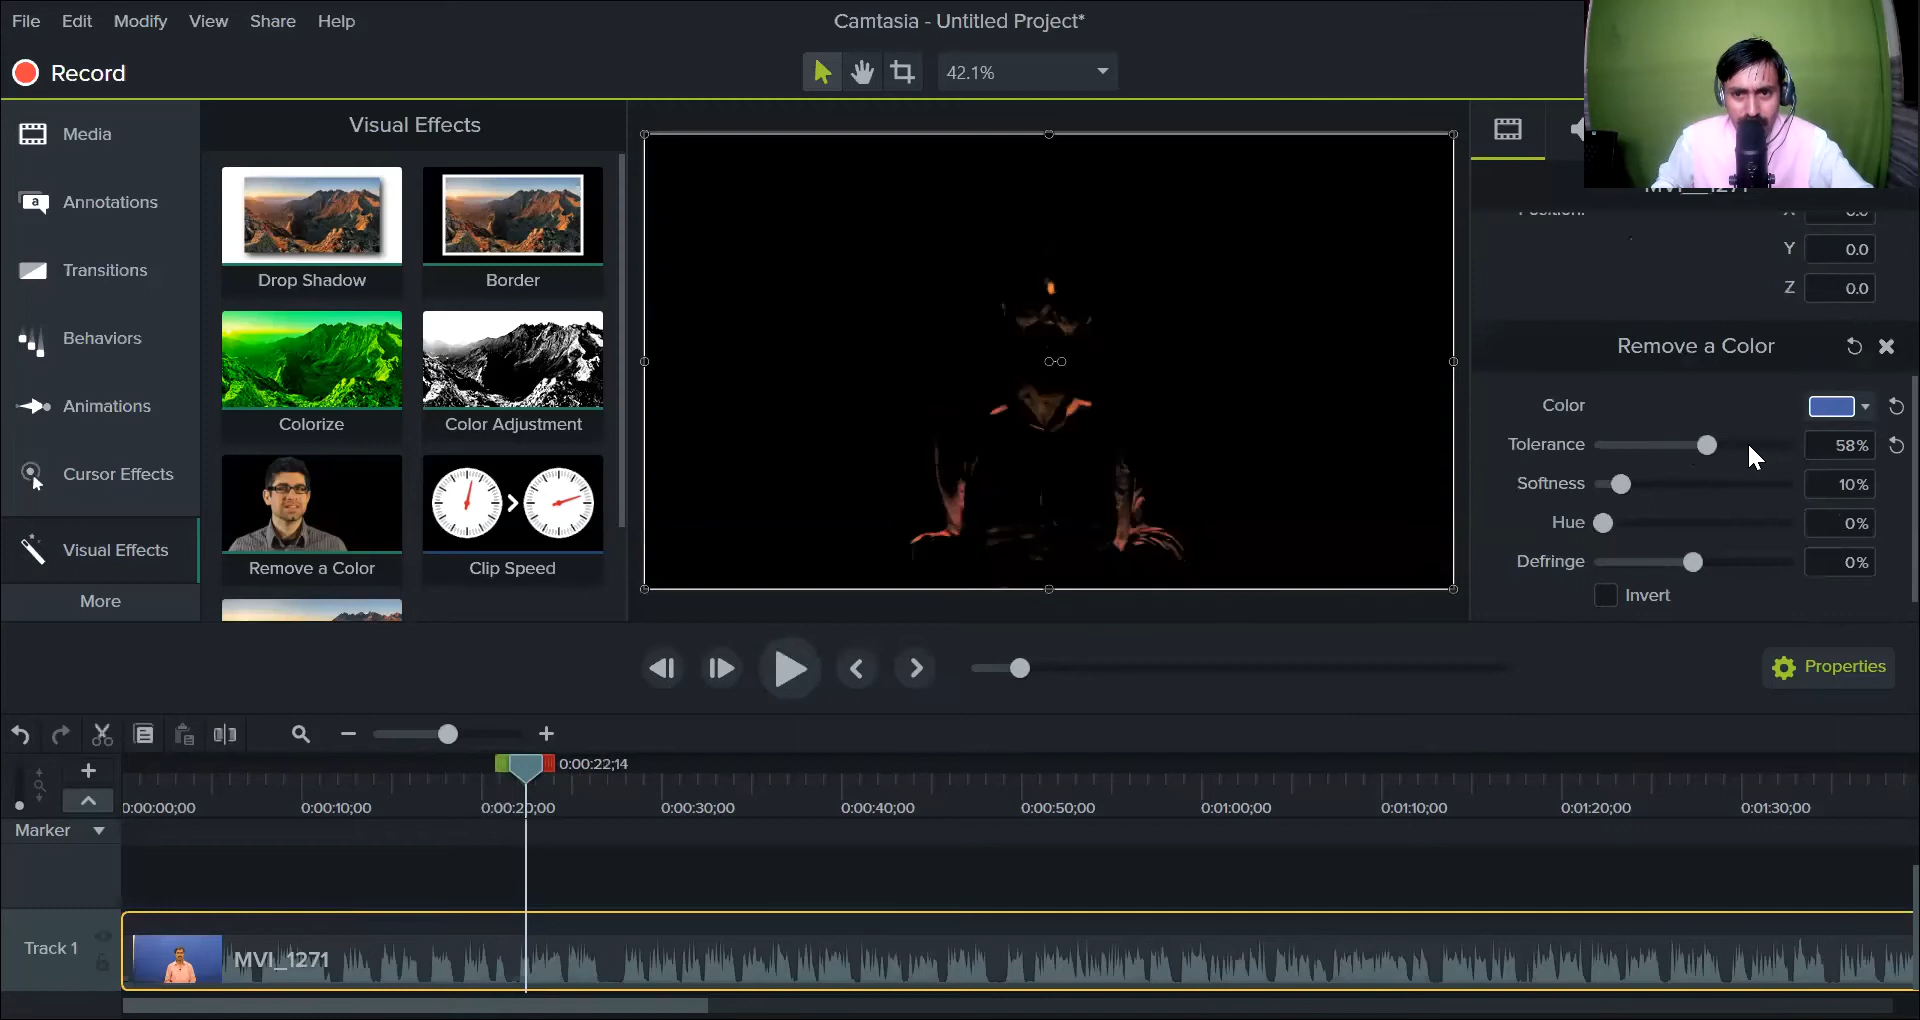 File Edit Modify View Share Help
Camtasia - Untitled Project*
Record
42.1%
Media
Annotations
Transitions
Behaviors
Animations
Cursor Effects
Visual Effects
More
Visual Effects
Drop Shadow
Border
Colorize
Color Adjustment
Remove a Color
Clip Speed
Y 0.0
Z 0.0
Remove a Color
Color
Tolerance 58%
Softness 10%
Hue 0%
Defringe 0%
Invert
Properties
0:00:22;14
0:00:00;00 0:00:10;00 0:00:20;00 0:00:30;00 0:00:40;00 0:00:50;00 0:01:00;00 0:01:10;00 0:01:20;00 0:01:30;00
Marker
Track 1
MVI_1271